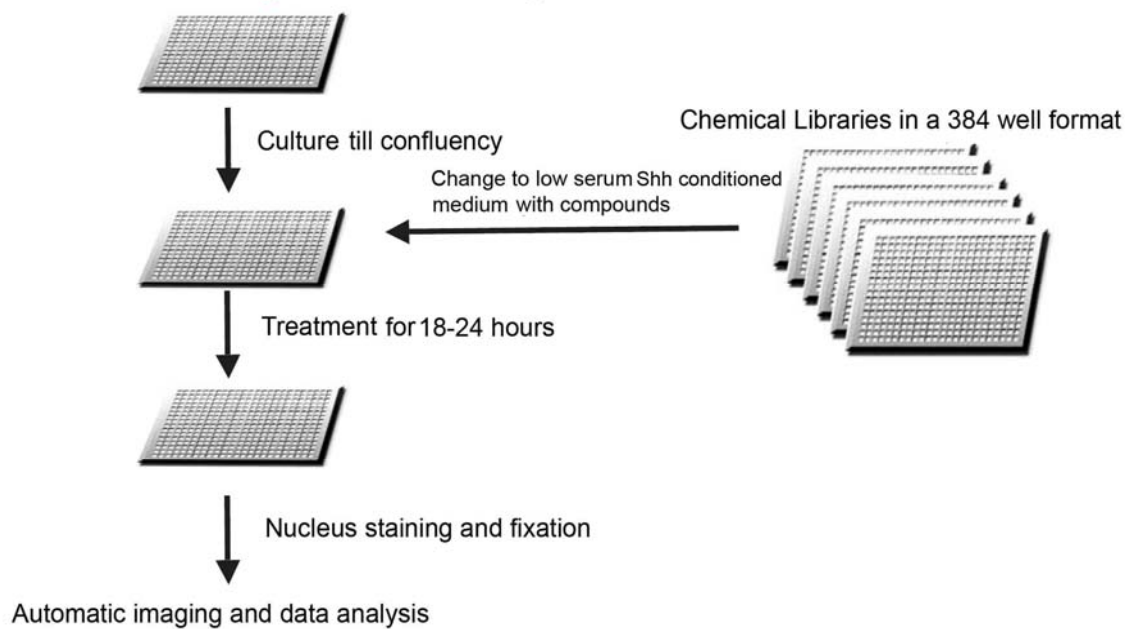 Culture till confluency
Chemical Libraries in a 384 well format
Change to low serum Shh conditioned
medium with compounds
Treatment for 18-24 hours
Nucleus staining and fixation
Automatic imaging and data analysis